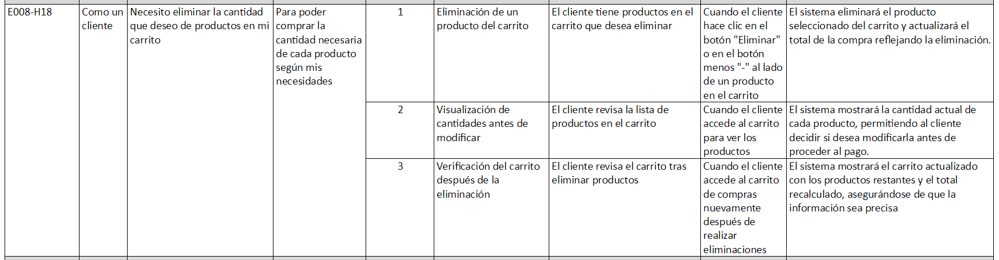 E008-H18
Como un
cliente
Necesito eliminar la cantidad
que deseo de productos en mi
carrito
Para poder
comprar la
cantidad necesaria
de cada producto
según mis
necesidades
1
Eliminación de un
producto del carrito
El cliente tiene productos en el
carrito que desea eliminar
Cuando el cliente
hace clic en el
botón "Eliminar"
o en el botón
menos "-" al lado
de un producto
en el carrito
El sistema eliminará el producto
seleccionado del carrito y actualizará el
total de la compra reflejando la eliminación.
2
Visualización de
cantidades antes de
modificar
El cliente revisa la lista de
productos en el carrito
Cuando el cliente
accede al carrito
para ver los
productos
El sistema mostrará la cantidad actual de
cada producto, permitiendo al cliente
decidir si desea modificarla antes de
proceder al pago.
3
Verificación del carrito
después de la
eliminación
El cliente revisa el carrito tras
eliminar productos
Cuando el cliente
accede al carrito
de compras
nuevamente
después de
realizar
eliminaciones
El sistema mostrará el carrito actualizado
con los productos restantes y el total
recalculado, asegurándose de que la
información sea precisa